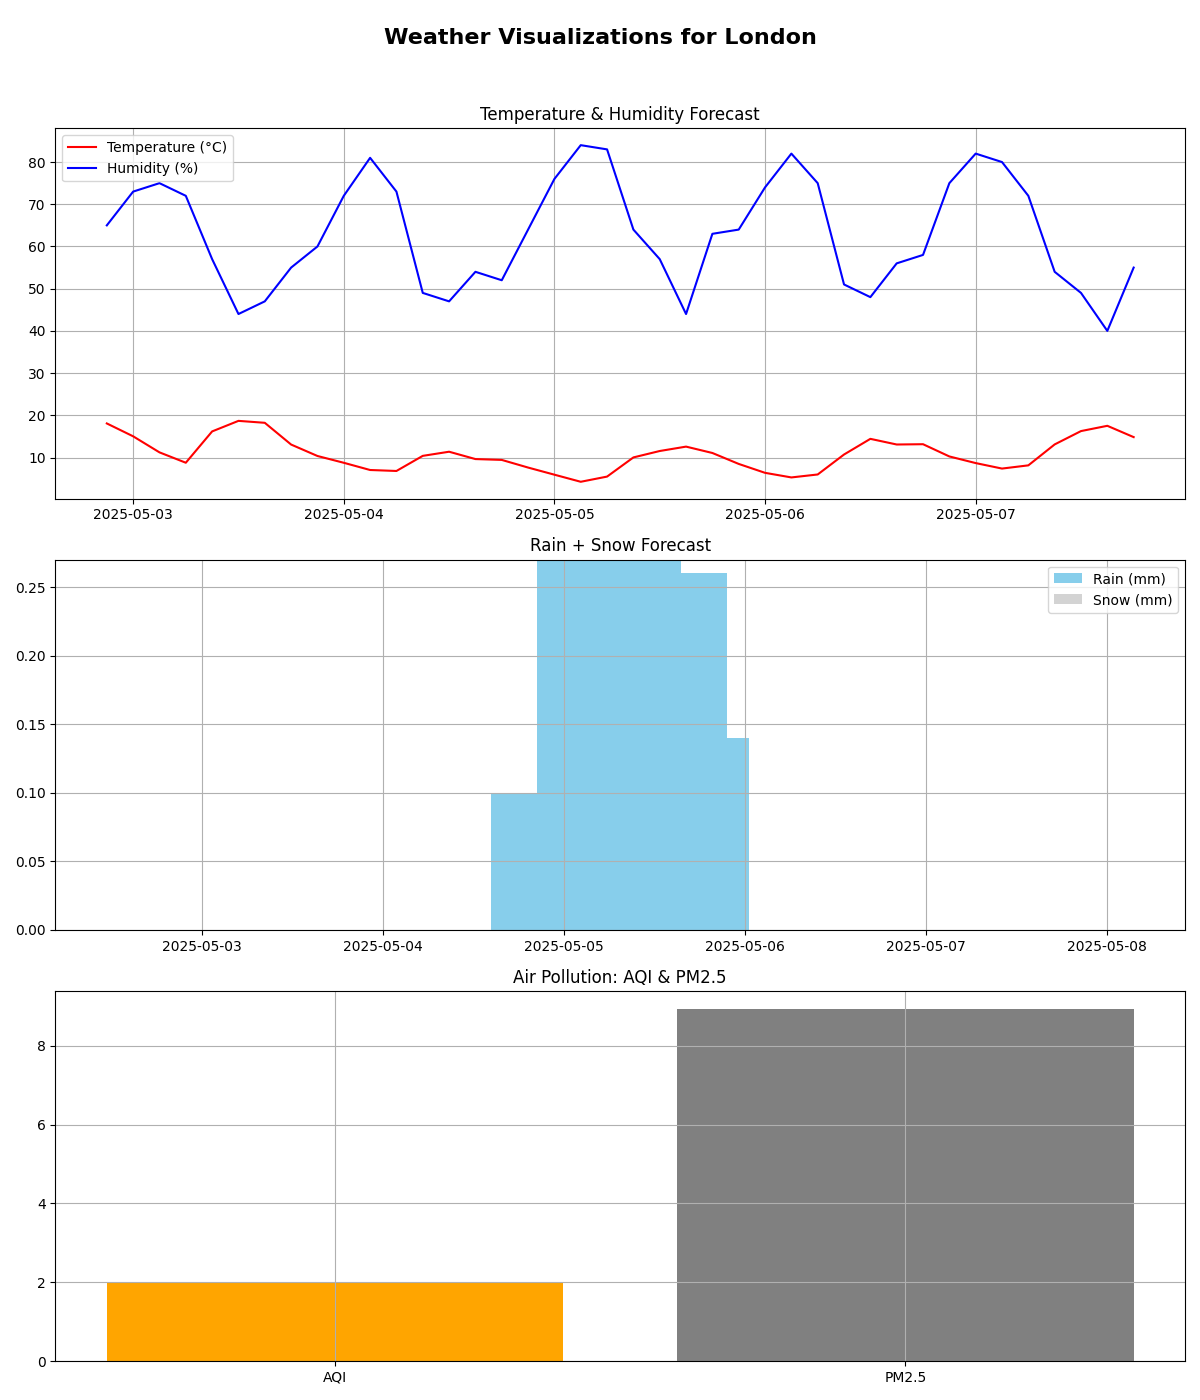 Weather Visualizations for London
Temperature & Humidity Forecast
Temperature (°C)
Humidity (%)
80
70
60
50
40
30
20
10
2025-05-03 2025-05-04 2025-05-05 2025-05-06 2025-05-07
Rain + Snow Forecast
Rain (mm)
Snow (mm)
0.25
0.20
0.15
0.10
0.05
0.00
2025-05-03 2025-05-04 2025-05-05 2025-05-06 2025-05-07 2025-05-08
Air Pollution: AQI & PM2.5
8
6
4
2
0
AQI PM2.5